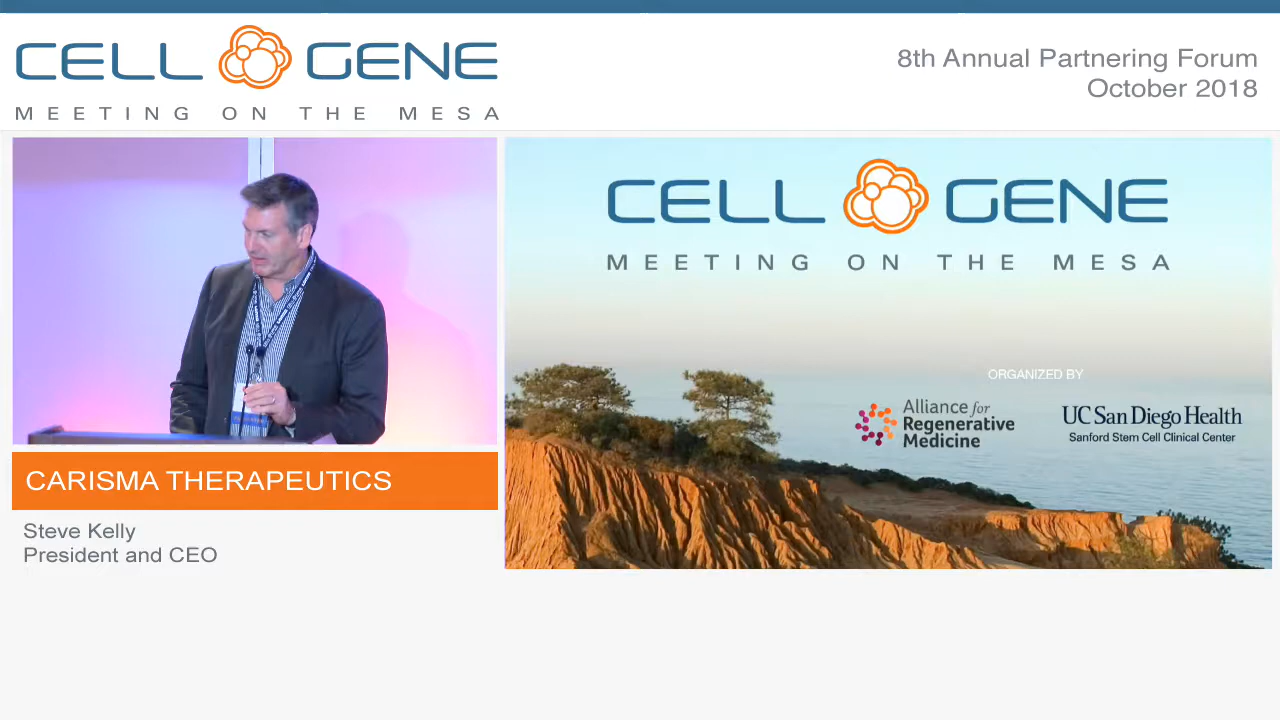 CELL GENE
MEETING ON THE MESA
8th Annual Partnering Forum
October 2018
CELL GENE
MEETING ON THE MESA
ORGANIZED BY
Alliance for
Regenerative
Medicine
UC San Diego Health
Sanford Stem Cell Clinical Center
CARISMA THERAPEUTICS
Steve Kelly
President and CEO